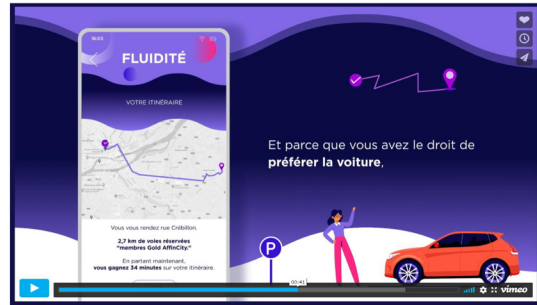 16:03
FLUIDITÉ
VOTRE ITINÉRAIRE
Vous vous rendez rue Crébillon,
2,7 km de voies réservées
"membres Gold AffinCity."
En partant maintenant,
vous gagnez 34 minutes sur votre itinéraire.
Et parce que vous avez le droit de
préférer la voiture,
P
00:41
vimeo